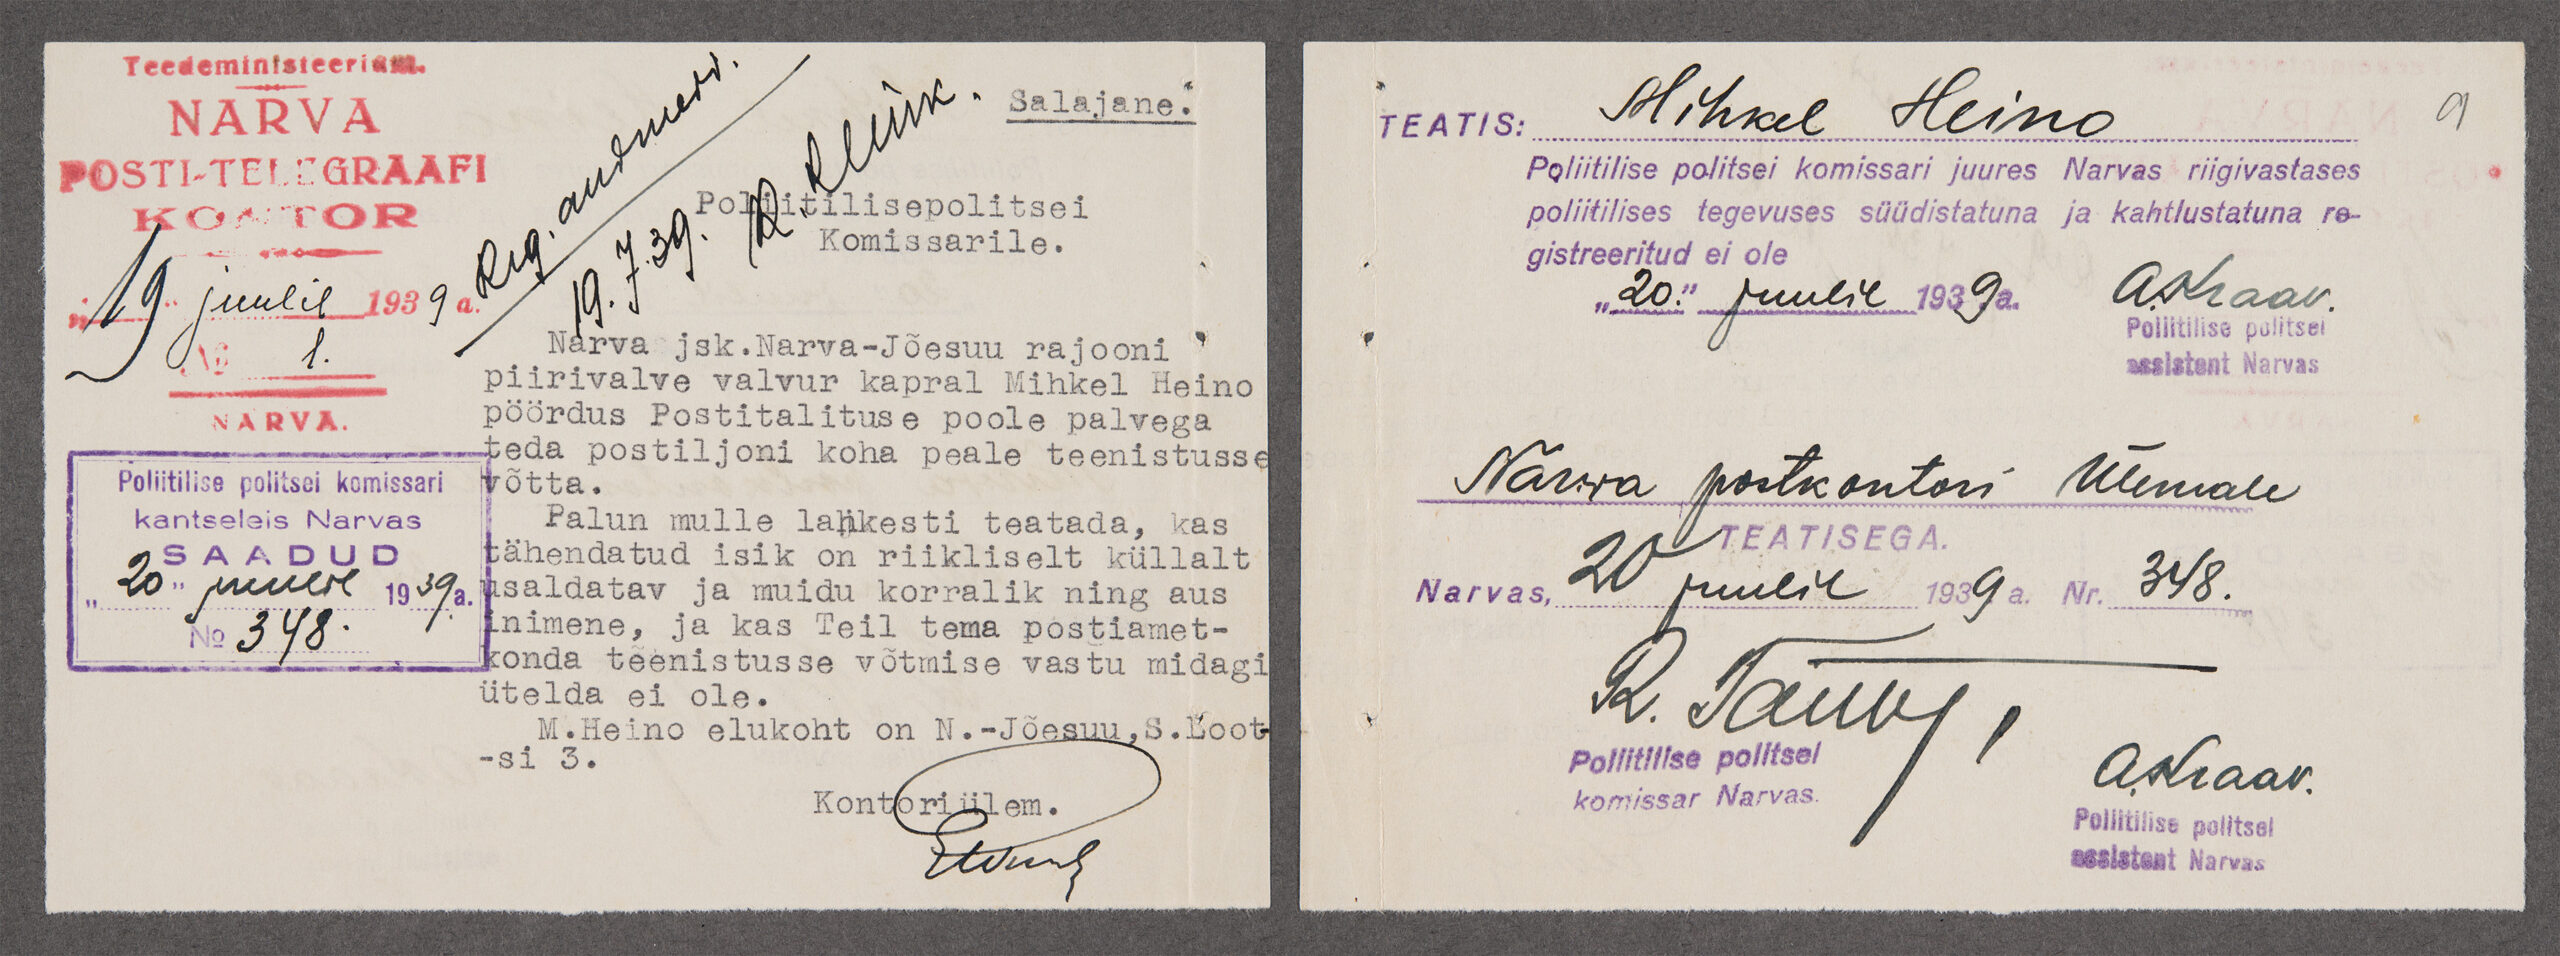 Teedeministeerium.
NARVA
POSTI-TELEGRAAFI
KONTOR
"19" juulil 1939 a.
№ 1.
NARVA.
Reg. andmed.
19.7.39.
Salajane.
Poliitilisepolitsei
Komissarile.
Narva jsk.Narva-Jõesuu rajooni
piirivalve valvur kapral Mihkel Heino
pöördus Postitalituse poole palvega
teda postiljoni koha peale teenistusse
võtta.
Palun mulle lahkesti teatada, kas
tähendatud isik on riikliselt küllalt
usaldatav ja muidu korralik ning aus
inimene, ja kas Teil tema postiamet-
konda teenistusse võtmise vastu midagi
ütelda ei ole.
M.Heino elukoht on N.-Jõesuu,S.Loot-
-si 3.
Kontoriülem.
Poliitilise politsei komissari
kantseleis Narvas
SAADUD
"20" juulil 1939.a.
№ 348.
9
TEATIS: Mihkel Heino
Poliitilise politsei komissari juures Narvas riigivastases
poliitilises tegevuses süüdistatuna ja kahtlustatuna re-
gistreeritud ei ole
"20." juulil 1939 a.
A.Kraav.
Poliitilise politsei
assistent Narvas
Narva postkontori Ülemale
TEATISEGA.
Narvas, 20 juulil 1939 a. Nr. 348.
Poliitilise politsei
komissar Narvas.
A.Kraav.
Poliitilise politsei
assistent Narvas